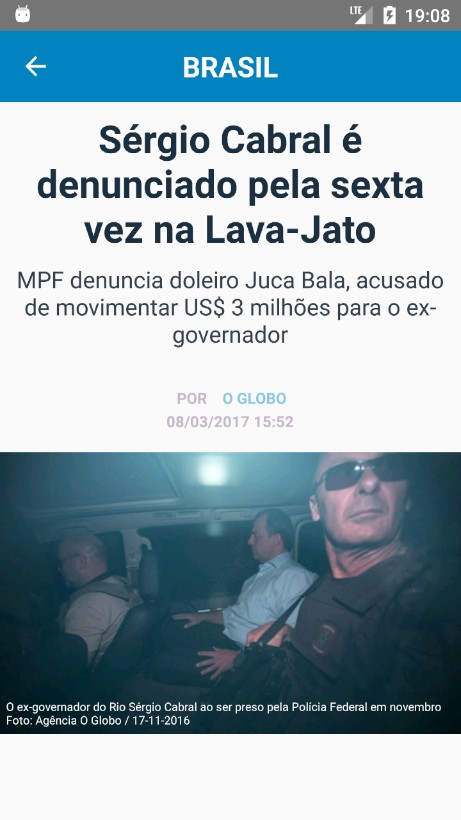 LTE 19:08
BRASIL
Sérgio Cabral é
denunciado pela sexta
vez na Lava-Jato
MPF denuncia doleiro Juca Bala, acusado
de movimentar US$ 3 milhões para o ex-
governador
POR O GLOBO
08/03/2017 15:52
O ex-governador do Rio Sérgio Cabral ao ser preso pela Polícia Federal em novembro
Foto: Agência O Globo / 17-11-2016